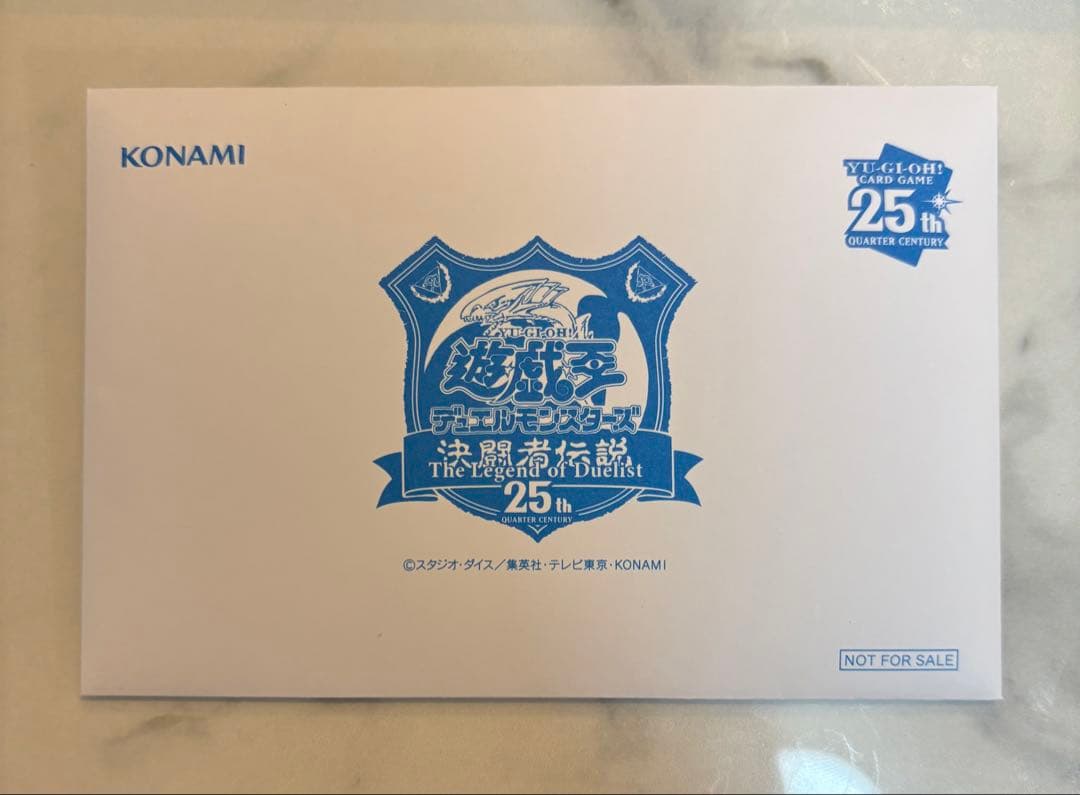 KONAMI
YU-GI-OH!
CARD GAME
25th
QUARTER CENTURY
YU-GI-OH!
遊戯王
デュエルモンスターズ
決闘者伝説
The Legend of Duelist
25th
QUARTER CENTURY
©スタジオ・ダイス／集英社・テレビ東京・KONAMI
NOT FOR SALE